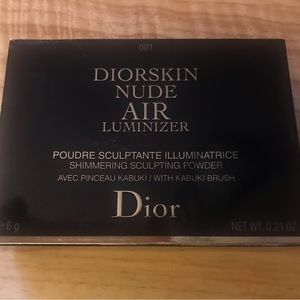 001
DIORSKIN
NUDE
AIR
LUMINIZER
POUDRE SCULPTANTE ILLUMINATRICE
SHIMMERING SCULPTING POWDER
AVEC PINCEAU KABUKI / WITH KABUKI BRUSH
Dior
e 6 g NET WT. 0.21